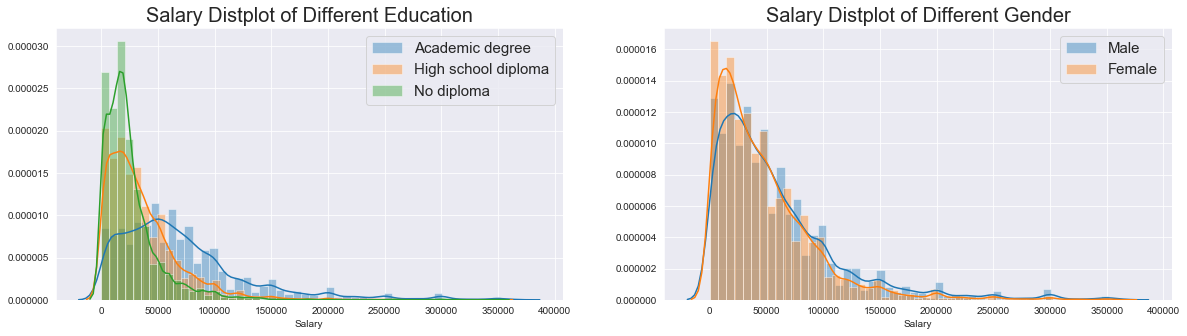 Salary Distplot of Different Education
0.000030
0.000025
0.000020
0.000015
0.000010
0.000005
0.000000
Academic degree
High school diploma
No diploma
0 50000 100000 150000 200000 250000 300000 350000 400000
Salary
Salary Distplot of Different Gender
0.000016
0.000014
0.000012
0.000010
0.000008
0.000006
0.000004
0.000002
0.000000
Male
Female
0 50000 100000 150000 200000 250000 300000 350000 400000
Salary